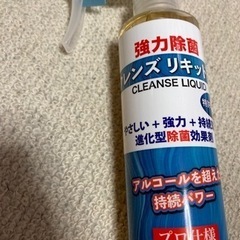 強力除菌
レンズ リキッ
CLEANSE LIQUID
やさしい + 強力 + 持続
進化型除菌効果剤
アルコールを超えた
持続パワー
プロ仕様